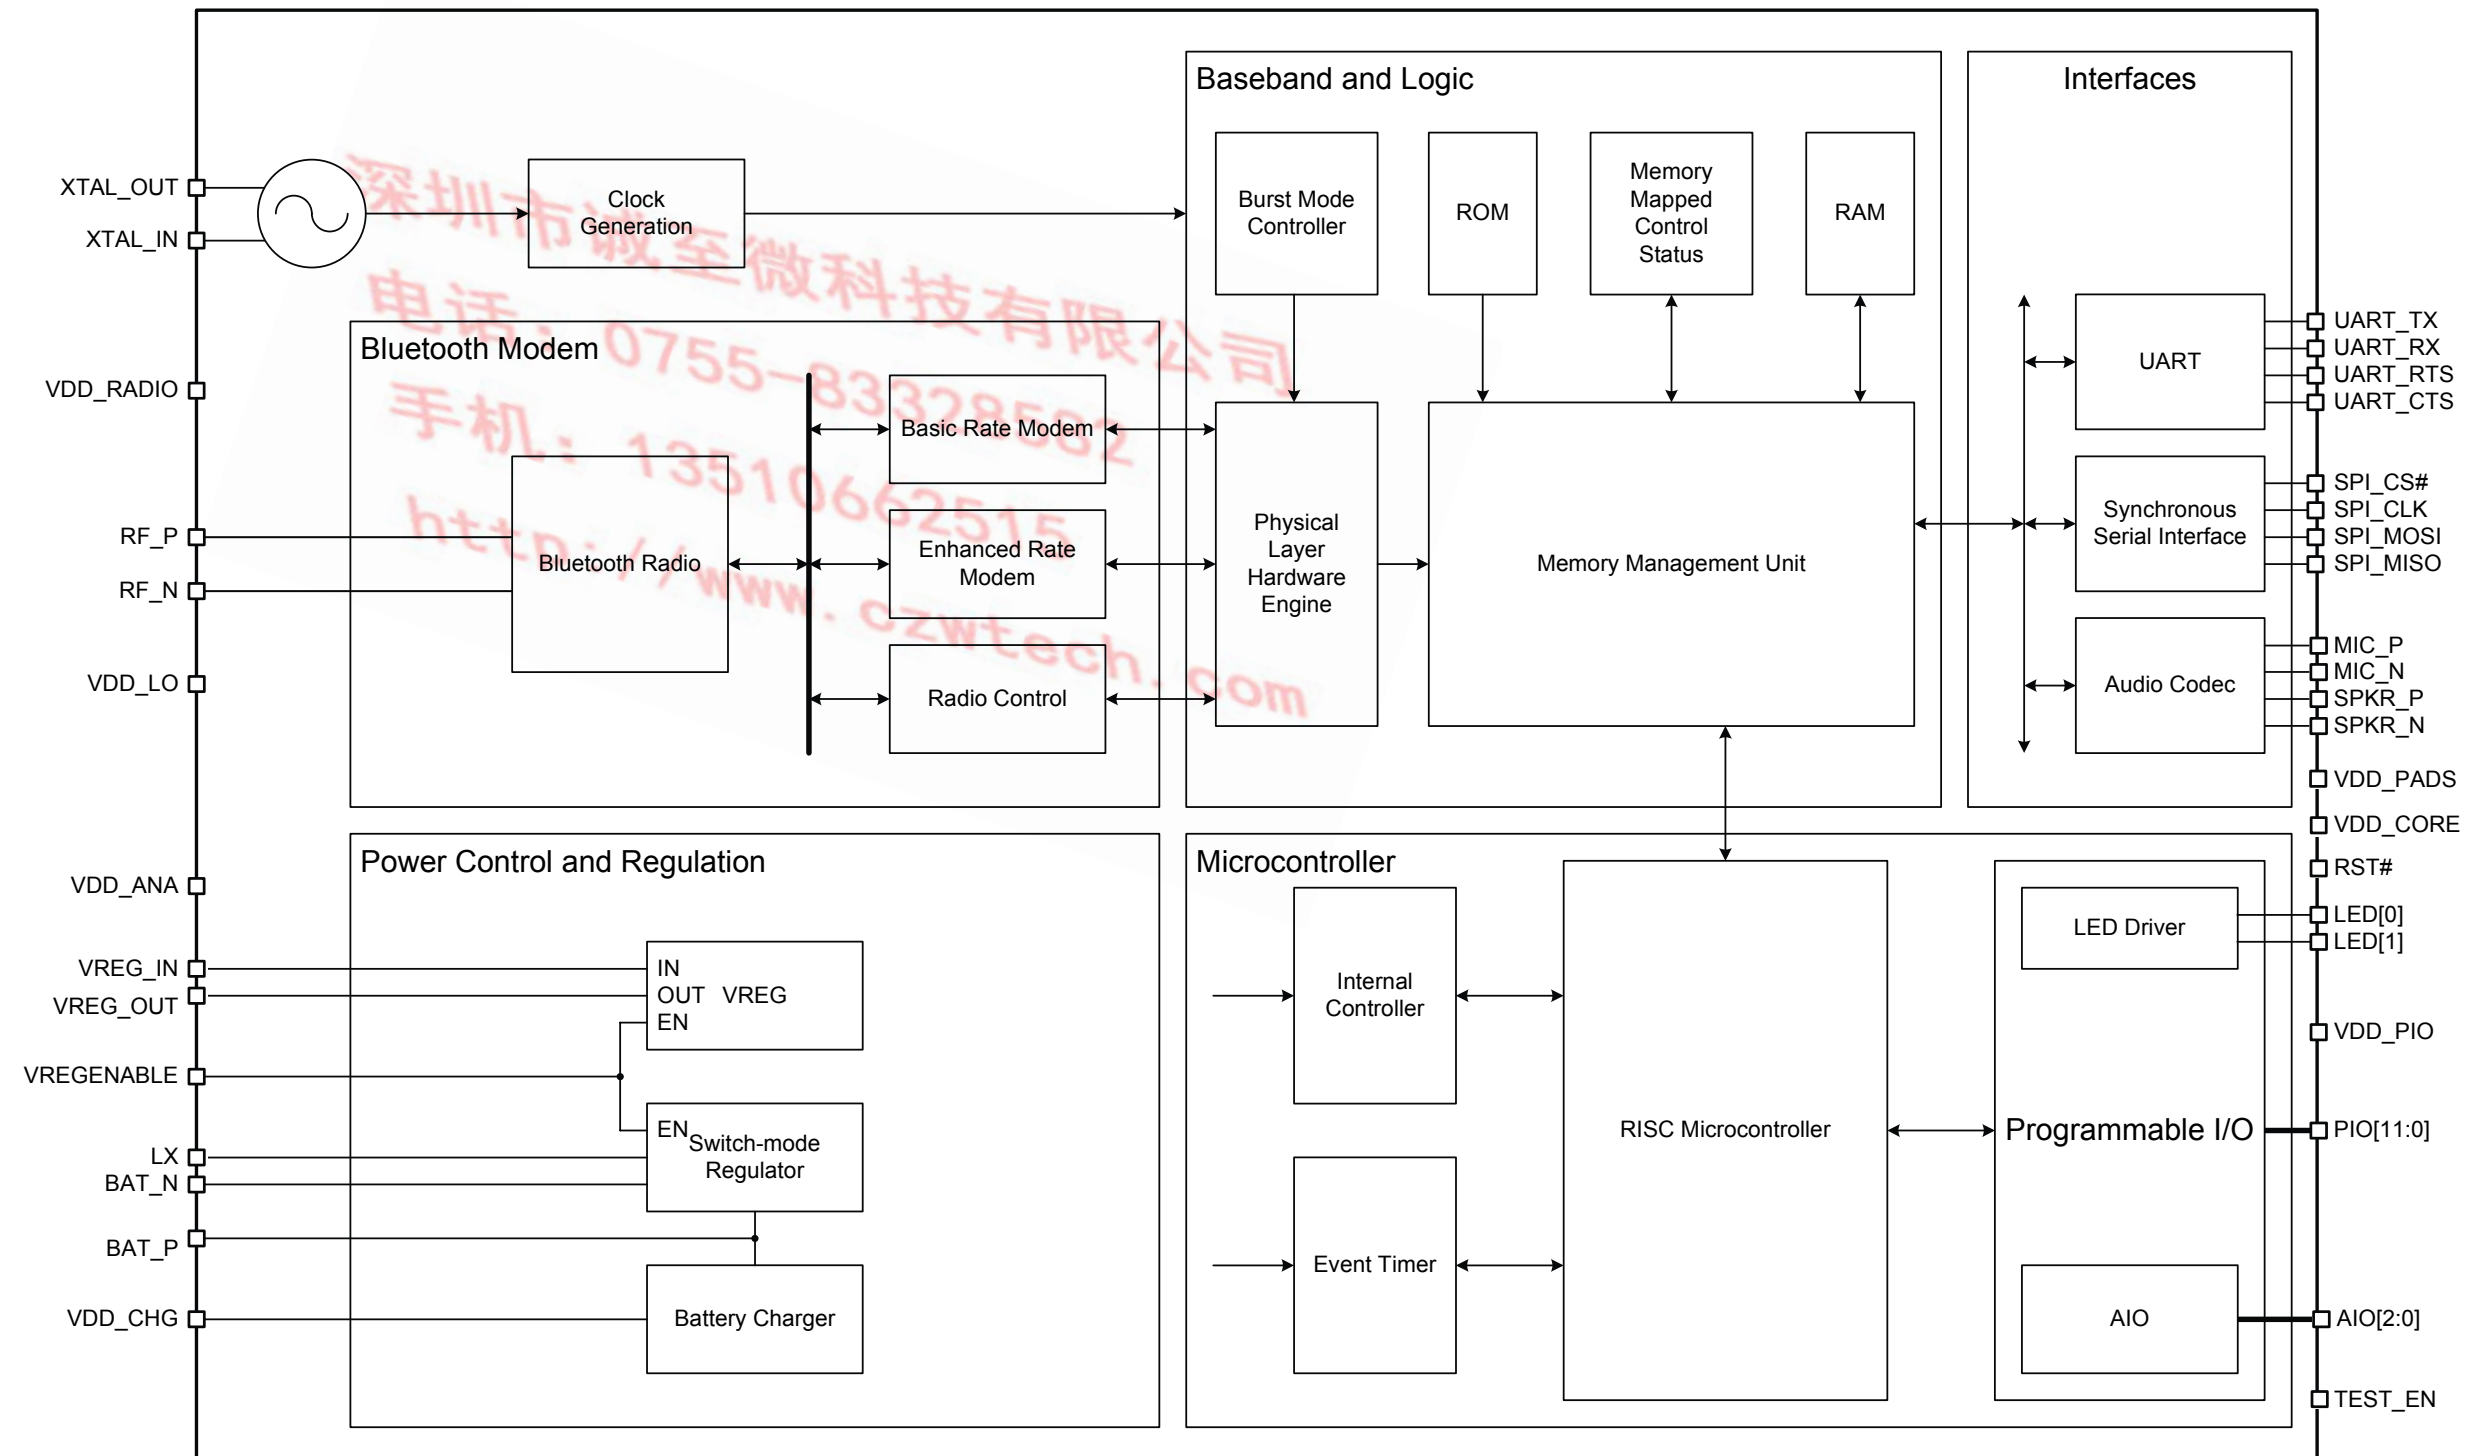 Baseband and Logic
Interfaces
XTAL_OUT
XTAL_IN
Clock
Generation
Burst Mode
Controller
ROM
Memory
Mapped
Control
Status
RAM
深圳市诚至微科技有限公司
电话：0755-83328582
手机：13510662515
http://www.czwtech.com
Bluetooth Modem
VDD_RADIO
Basic Rate Modem
RF_P
RF_N
Bluetooth Radio
Enhanced Rate
Modem
Physical
Layer
Hardware
Engine
Memory Management Unit
VDD_LO
Radio Control
UART
UART_TX
UART_RX
UART_RTS
UART_CTS
Synchronous
Serial Interface
SPI_CS#
SPI_CLK
SPI_MOSI
SPI_MISO
Audio Codec
MIC_P
MIC_N
SPKR_P
SPKR_N
VDD_PADS
VDD_CORE
RST#
Power Control and Regulation
VDD_ANA
VREG_IN
VREG_OUT
IN
OUT VREG
EN
VREGENABLE
EN
Switch-mode
Regulator
LX
BAT_N
BAT_P
VDD_CHG
Battery Charger
Microcontroller
Internal
Controller
Event Timer
RISC Microcontroller
LED Driver
LED[0]
LED[1]
VDD_PIO
Programmable I/O
PIO[11:0]
AIO
AIO[2:0]
TEST_EN